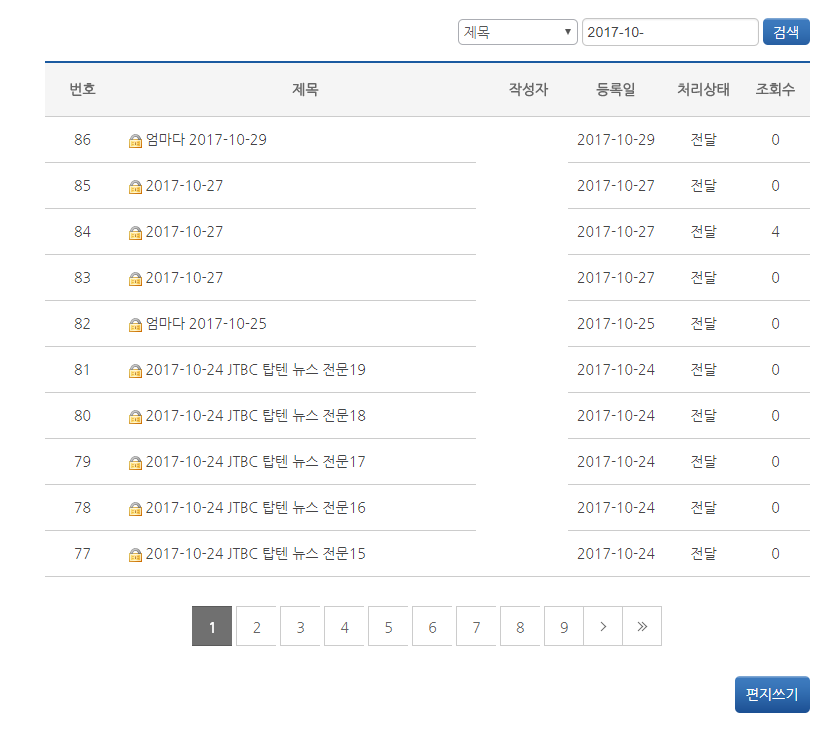 제목 2017-10- 검색
번호 제목 작성자 등록일 처리상태 조회수
86 엄마다 2017-10-29 2017-10-29 전달 0
85 2017-10-27 2017-10-27 전달 0
84 2017-10-27 2017-10-27 전달 4
83 2017-10-27 2017-10-27 전달 0
82 엄마다 2017-10-25 2017-10-25 전달 0
81 2017-10-24 JTBC 탑텐 뉴스 전문19 2017-10-24 전달 0
80 2017-10-24 JTBC 탑텐 뉴스 전문18 2017-10-24 전달 0
79 2017-10-24 JTBC 탑텐 뉴스 전문17 2017-10-24 전달 0
78 2017-10-24 JTBC 탑텐 뉴스 전문16 2017-10-24 전달 0
77 2017-10-24 JTBC 탑텐 뉴스 전문15 2017-10-24 전달 0
1 2 3 4 5 6 7 8 9 > »
편지쓰기